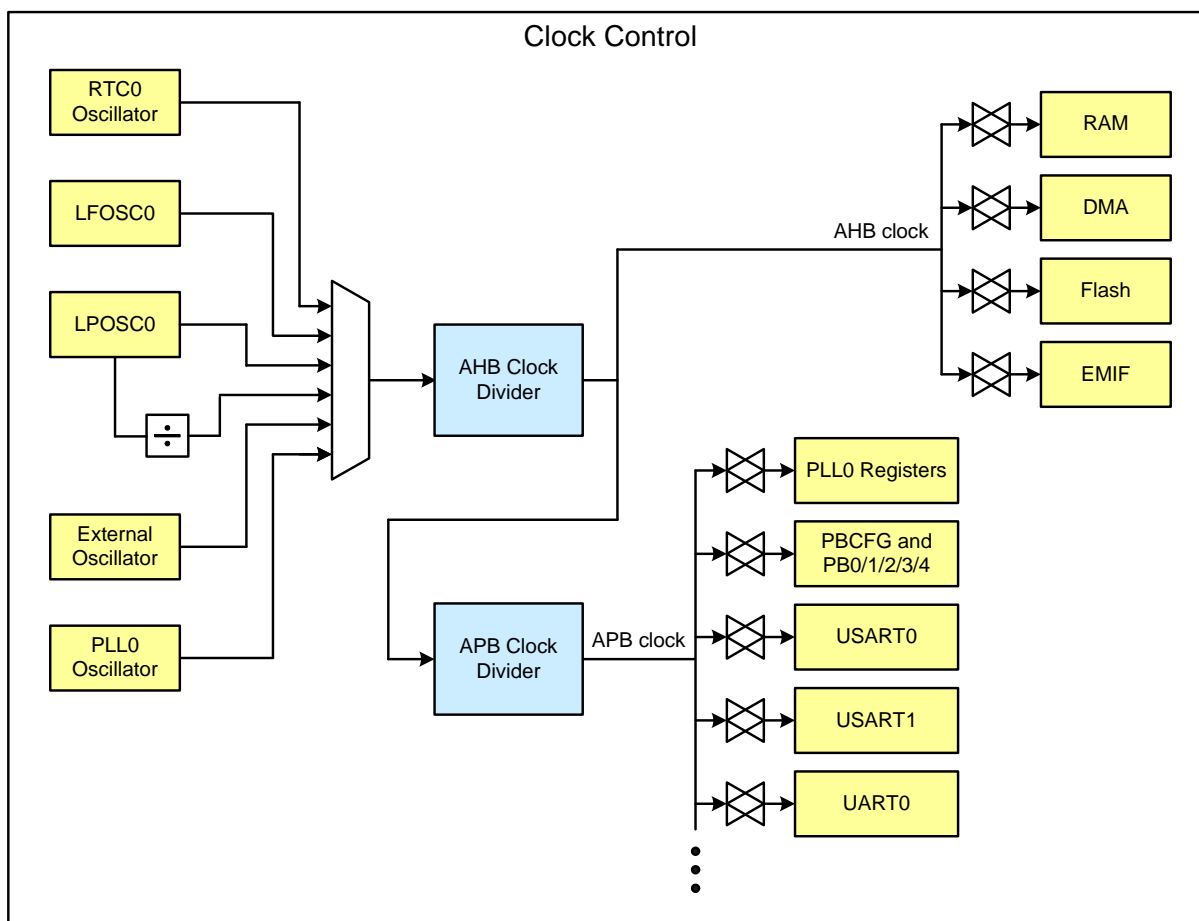 Clock Control
RTC0
Oscillator
LFOSC0
LPOSC0
÷
External
Oscillator
PLL0
Oscillator
AHB Clock
Divider
APB Clock
Divider
AHB clock
RAM
DMA
Flash
EMIF
APB clock
PLL0 Registers
PBCFG and
PB0/1/2/3/4
USART0
USART1
UART0